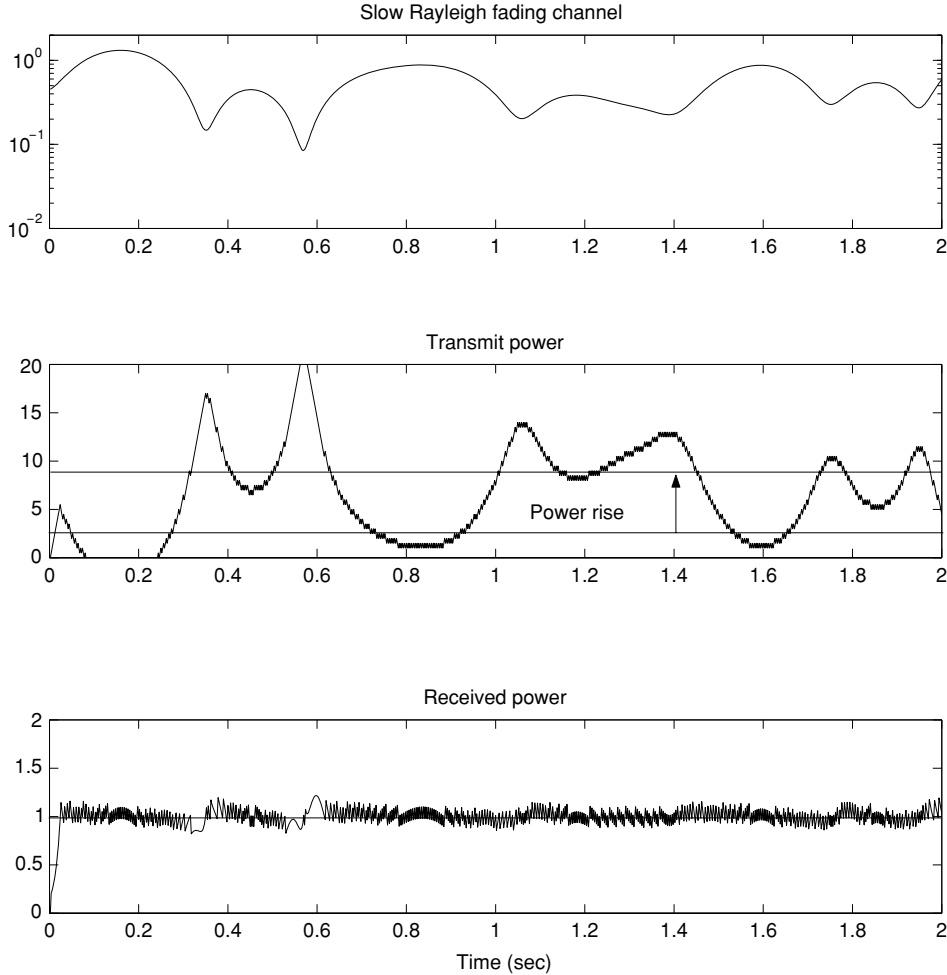 Slow Rayleigh fading channel
10^0
10^-1
10^-2
0 0.2 0.4 0.6 0.8 1 1.2 1.4 1.6 1.8 2
Transmit power
20
15
10
5
0
Power rise
0 0.2 0.4 0.6 0.8 1 1.2 1.4 1.6 1.8 2
Received power
2
1.5
1
0.5
0
0 0.2 0.4 0.6 0.8 1 1.2 1.4 1.6 1.8 2
Time (sec)